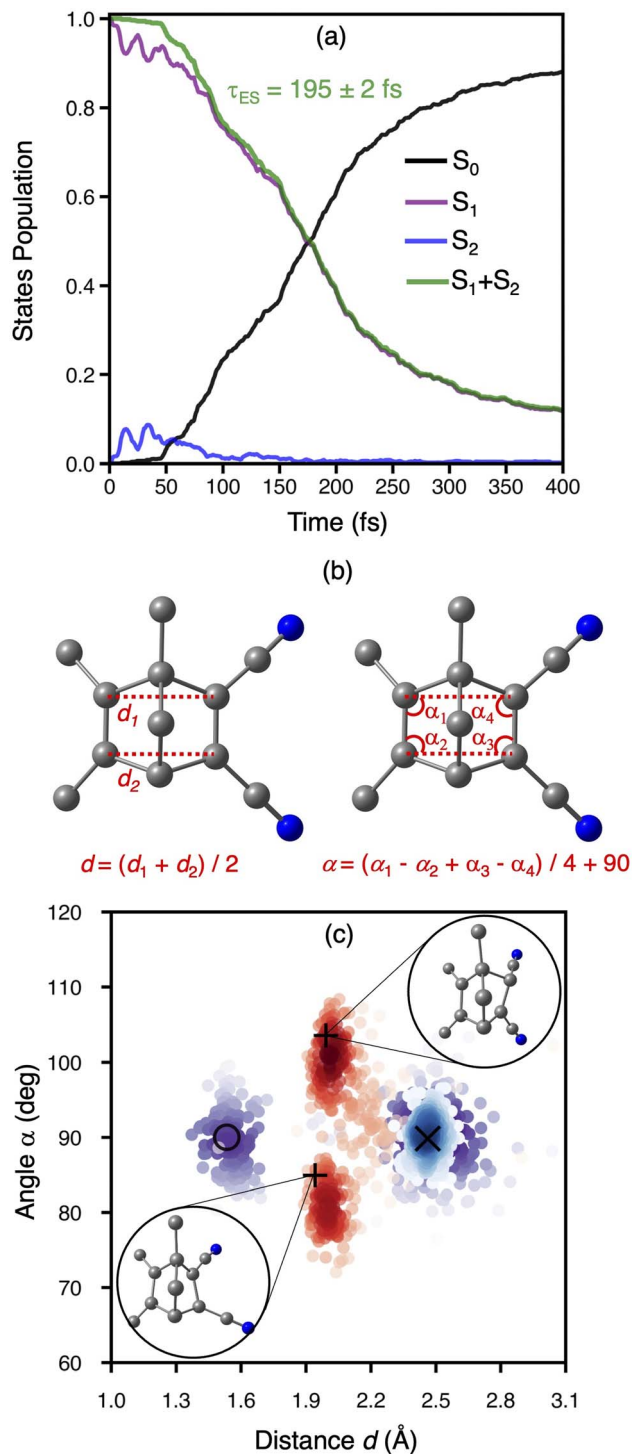 (a)
1.0
0.8
0.6
0.4
0.2
0.0
States Population
τES = 195 ± 2 fs
S0
S1
S2
S1+S2
0 50 100 150 200 250 300 350 400
Time (fs)
(b)
d1
d2
α1 α4
α2 α3
d = (d1 + d2) / 2
α = (α1 - α2 + α3 - α4) / 4 + 90
(c)
120
110
100
90
80
70
60
Angle α (deg)
1.0 1.3 1.6 1.9 2.2 2.5 2.8 3.1
Distance d (Å)